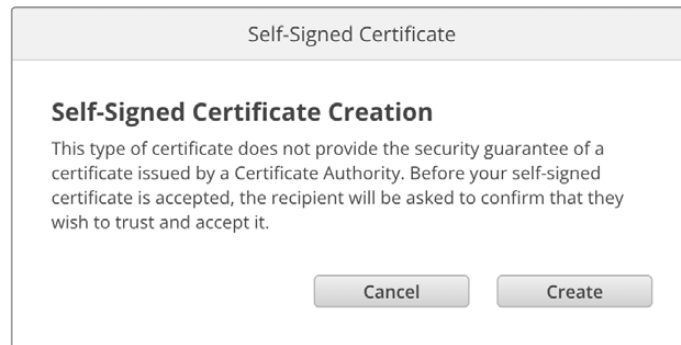 Self-Signed Certificate
Self-Signed Certificate Creation
This type of certificate does not provide the security guarantee of a
certificate issued by a Certificate Authority. Before your self-signed
certificate is accepted, the recipient will be asked to confirm that they
wish to trust and accept it.
Cancel Create